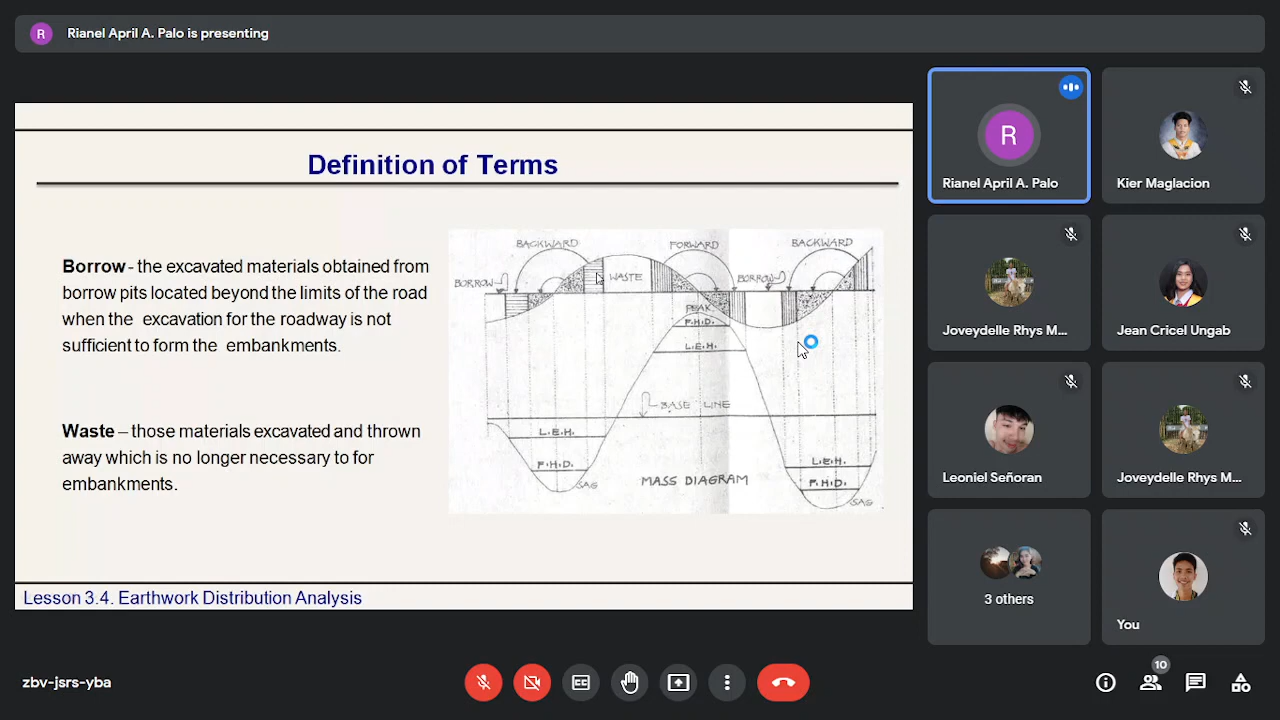 R
Rianel April A. Palo is presenting
Definition of Terms
Borrow - the excavated materials obtained from
borrow pits located beyond the limits of the road
when the excavation for the roadway is not
sufficient to form the embankments.
Waste – those materials excavated and thrown
away which is no longer necessary to for
embankments.
BACKWARD
FORWARD
BACKWARD
BORROW
WASTE
BORROW
PEAK
F.H.D.
L.E.H.
BASE LINE
L.E.H.
F.H.D.
SAG
MASS DIAGRAM
L.E.H.
F.H.D.
SAG
Lesson 3.4. Earthwork Distribution Analysis
R
Rianel April A. Palo
Kier Maglacion
Joveydelle Rhys M...
Jean Cricel Ungab
Leoniel Señoran
Joveydelle Rhys M...
3 others
You
zbv-jsrs-yba
CC
10